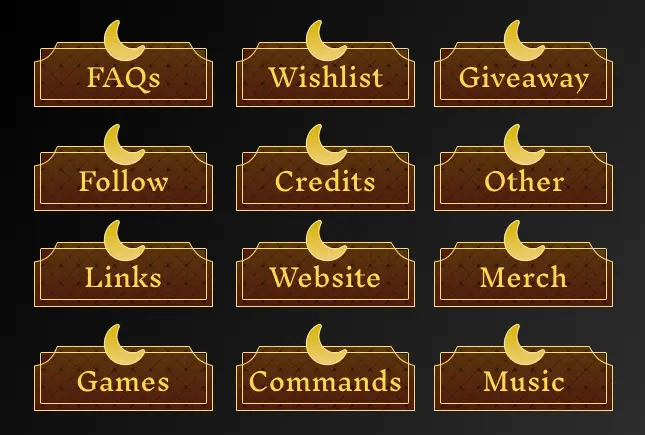 FAQs
Wishlist
Giveaway
Follow
Credits
Other
Links
Website
Merch
Games
Commands
Music